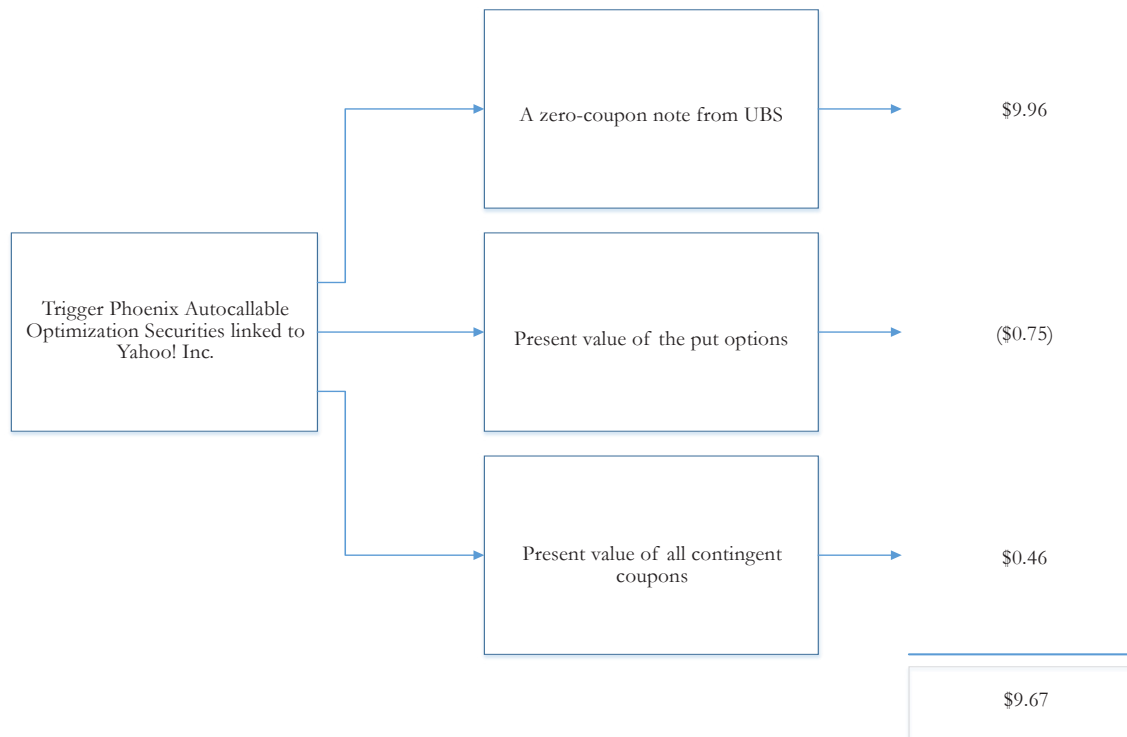 A zero-coupon note from UBS
$9.96
Trigger Phoenix Autocallable
Optimization Securities linked to
Yahoo! Inc.
Present value of the put options
($0.75)
Present value of all contingent
coupons
$0.46
$9.67